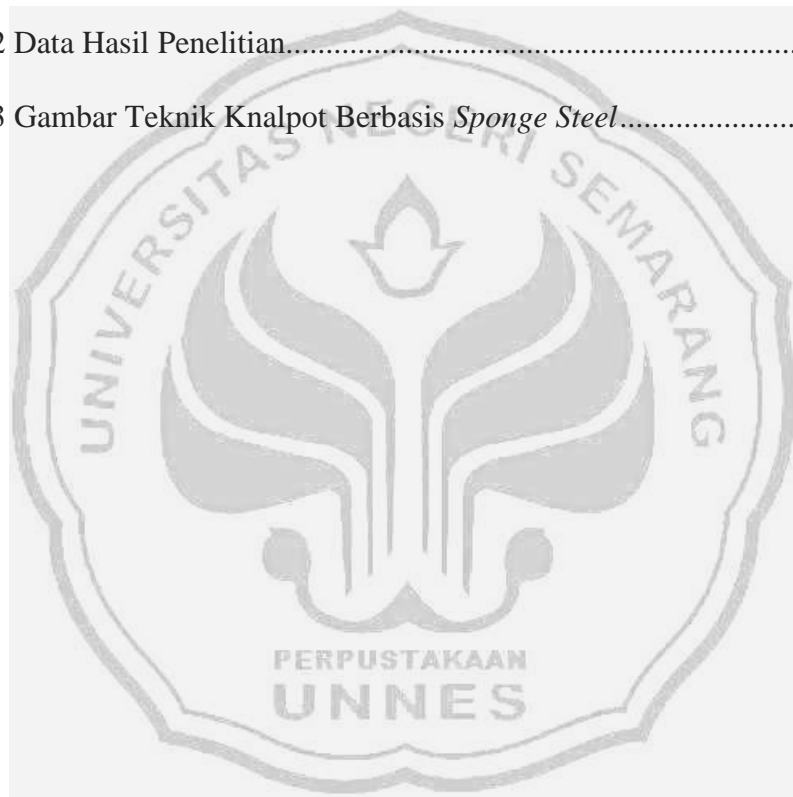 2 Data Hasil Penelitian..............................................................
3 Gambar Teknik Knalpot Berbasis Sponge Steel.....................
UNIVERSITAS NEGERI SEMARANG
PERPUSTAKAAN
UNNES